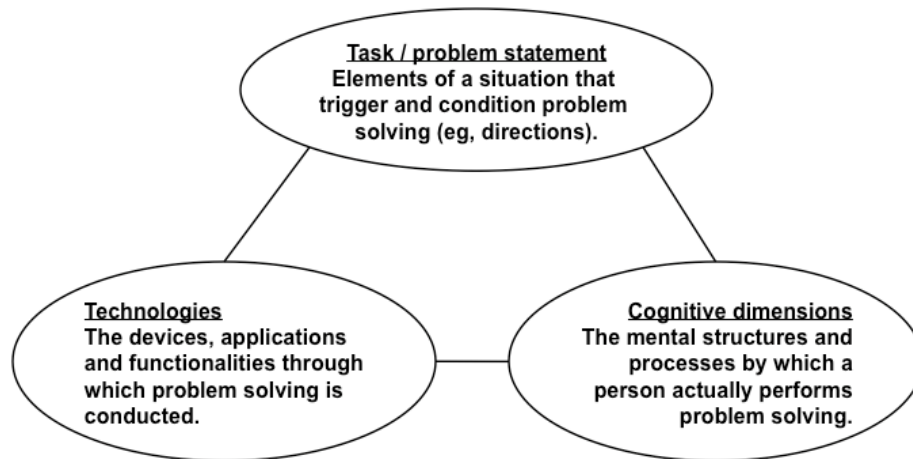 Task / problem statement
Elements of a situation that
trigger and condition problem
solving (eg, directions).
Technologies
The devices, applications
and functionalities through
which problem solving is
conducted.
Cognitive dimensions
The mental structures and
processes by which a
person actually performs
problem solving.